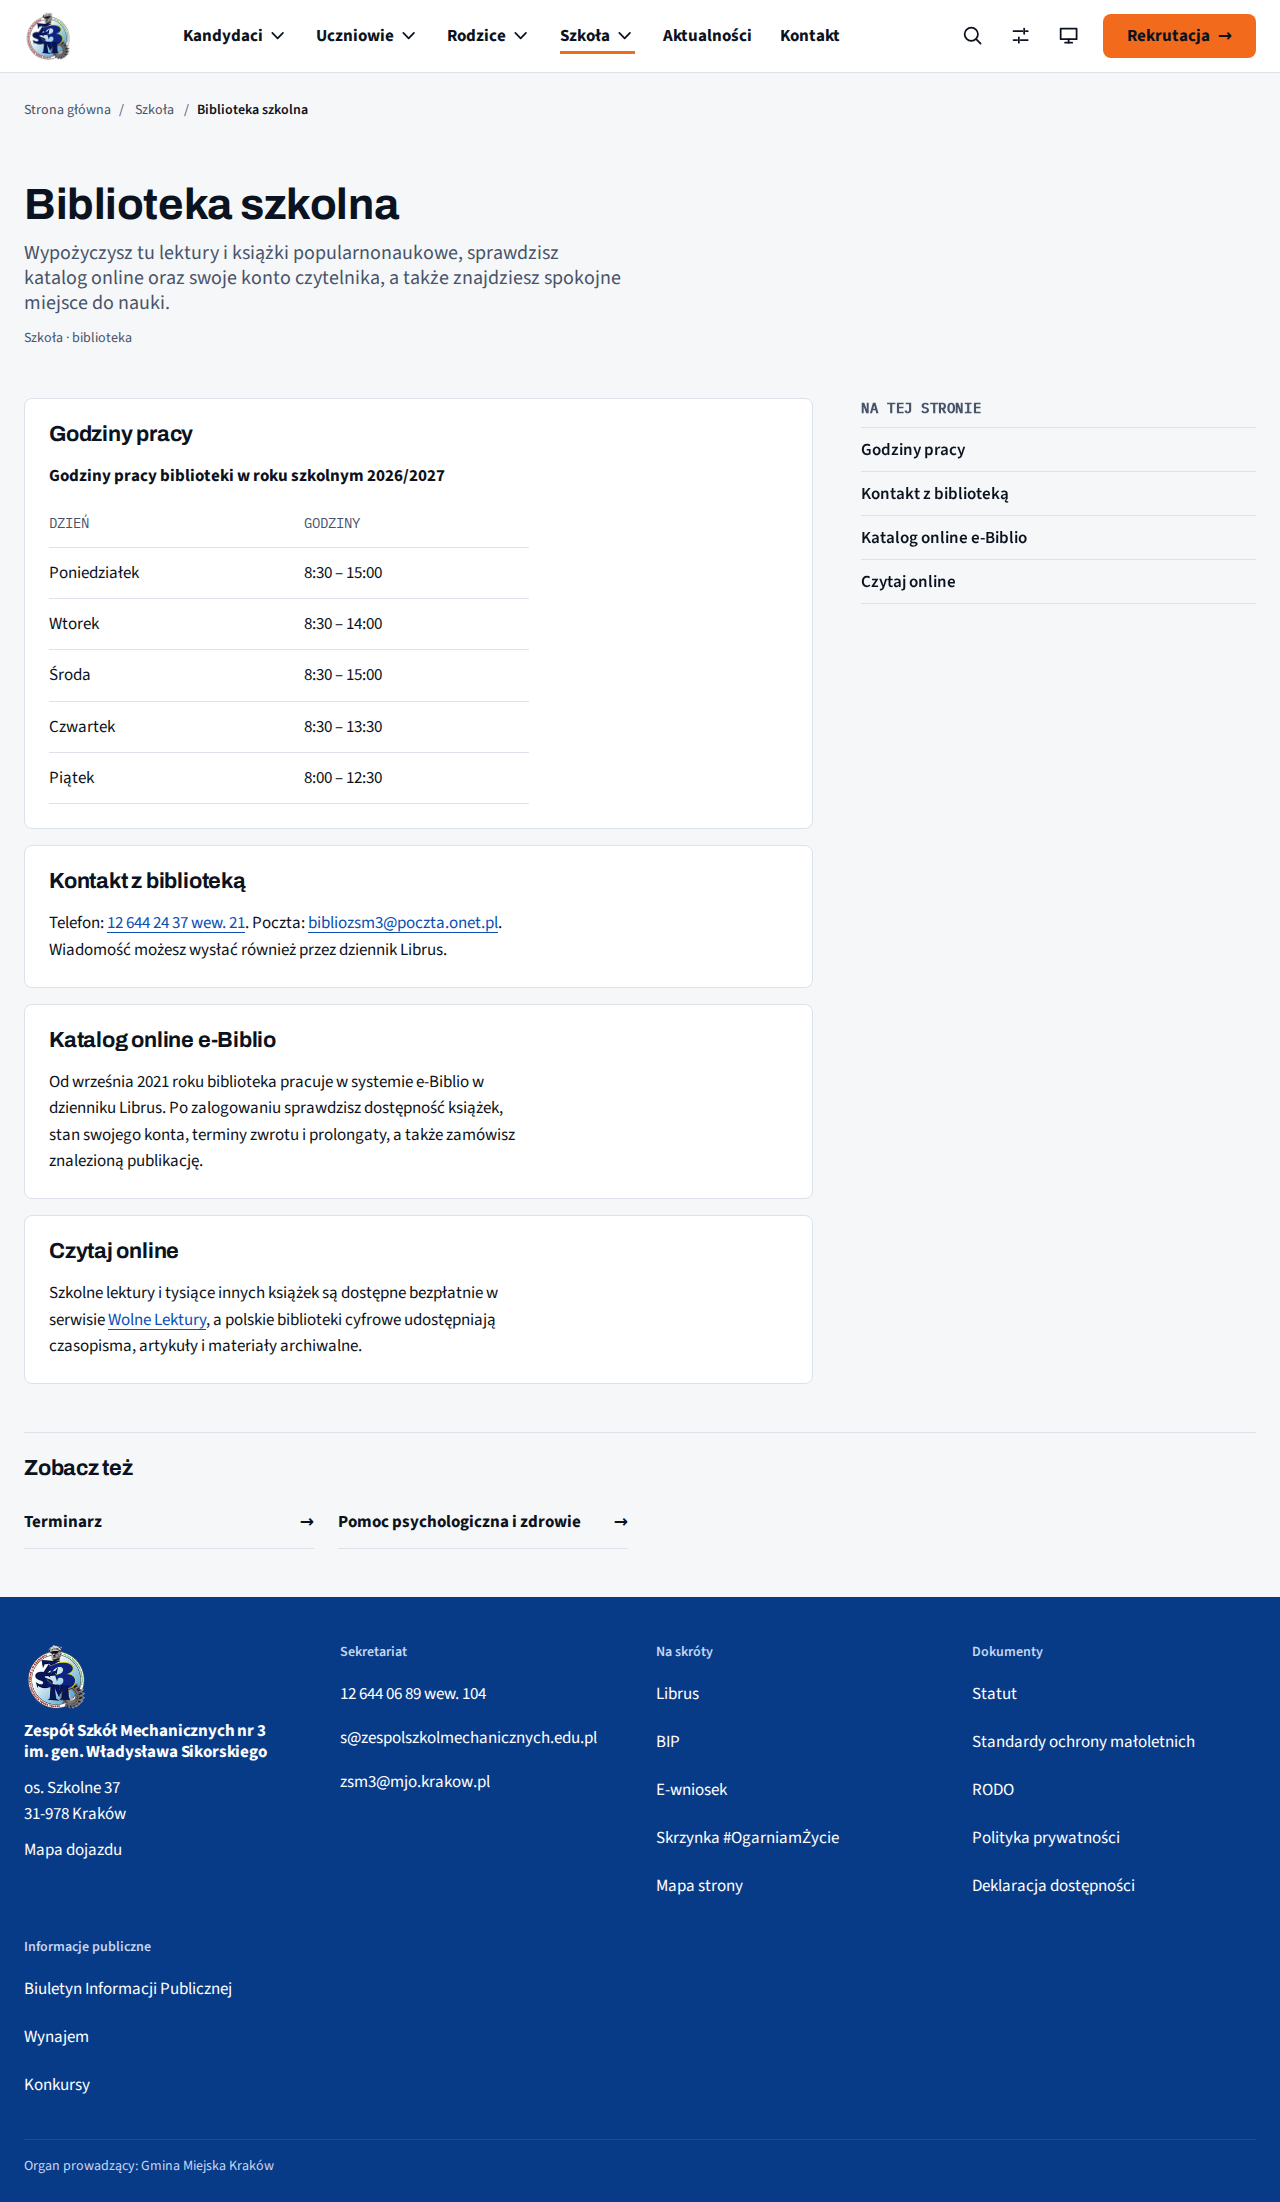 Kandydaci
Uczniowie
Rodzice
Szkoła
Aktualności
Kontakt
Rekrutacja →
Strona główna / Szkoła / Biblioteka szkolna
Biblioteka szkolna
Wypożyczysz tu lektury i książki popularnonaukowe, sprawdzisz
katalog online oraz swoje konto czytelnika, a także znajdziesz spokojne
miejsce do nauki.
Szkoła · biblioteka
Godziny pracy
Godziny pracy biblioteki w roku szkolnym 2026/2027
DZIEŃ GODZINY
Poniedziałek 8:30 – 15:00
Wtorek 8:30 – 14:00
Środa 8:30 – 15:00
Czwartek 8:30 – 13:30
Piątek 8:00 – 12:30
Kontakt z biblioteką
Telefon: 12 644 24 37 wew. 21. Poczta: bibliozsm3@poczta.onet.pl.
Wiadomość możesz wysłać również przez dziennik Librus.
Katalog online e-Biblio
Od września 2021 roku biblioteka pracuje w systemie e-Biblio w
dzienniku Librus. Po zalogowaniu sprawdzisz dostępność książek,
stan swojego konta, terminy zwrotu i prolongaty, a także zamówisz
znalezioną publikację.
Czytaj online
Szkolne lektury i tysiące innych książek są dostępne bezpłatnie w
serwisie Wolne Lektury, a polskie biblioteki cyfrowe udostępniają
czasopisma, artykuły i materiały archiwalne.
NA TEJ STRONIE
Godziny pracy
Kontakt z biblioteką
Katalog online e-Biblio
Czytaj online
Zobacz też
Terminarz →
Pomoc psychologiczna i zdrowie →
Zespół Szkół Mechanicznych nr 3
im. gen. Władysława Sikorskiego
os. Szkolne 37
31-978 Kraków
Mapa dojazdu
Sekretariat
12 644 06 89 wew. 104
s@zespolszkolmechanicznych.edu.pl
zsm3@mjo.krakow.pl
Na skróty
Librus
BIP
E-wniosek
Skrzynka #OgarniamŻycie
Mapa strony
Dokumenty
Statut
Standardy ochrony małoletnich
RODO
Polityka prywatności
Deklaracja dostępności
Informacje publiczne
Biuletyn Informacji Publicznej
Wynajem
Konkursy
Organ prowadzący: Gmina Miejska Kraków